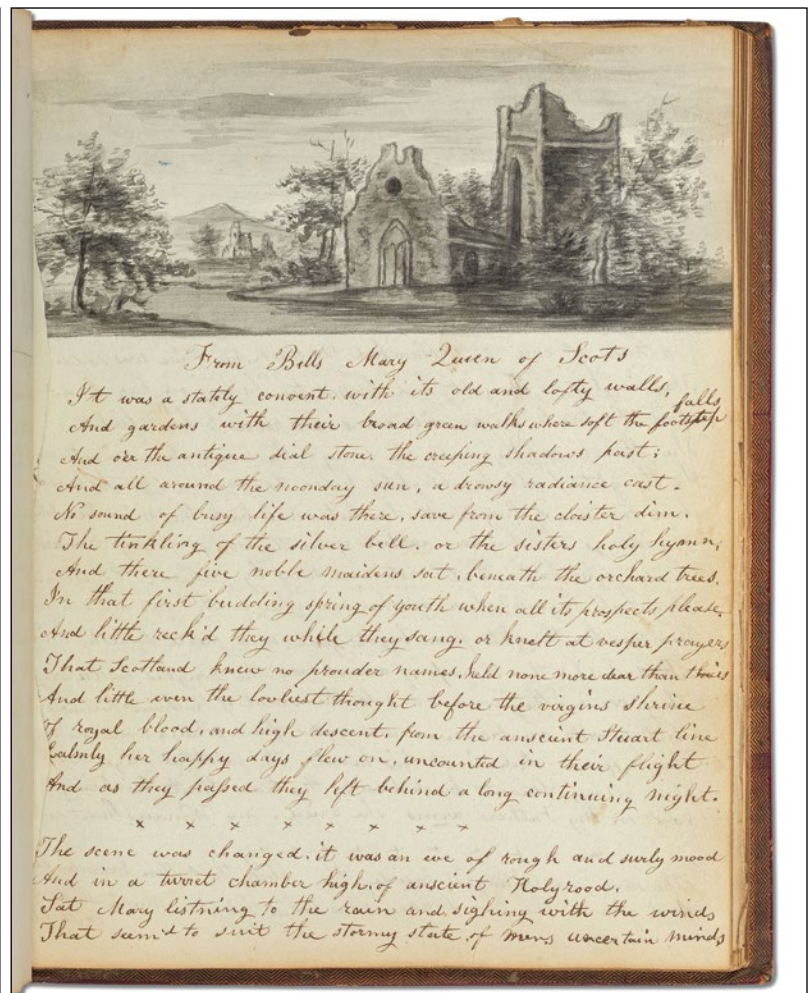 From Bells Mary Queen of Scots
It was a stately convent. with its old and lofty walls,
And gardens with their broad green walks where soft the footstep falls,
And oer the antique dial stone. the creeping shadows past;
And all around the noonday sun, a drowsy radiance cast.
No sound of busy life was there, save from the cloister dim.
The tinkling of the silver bell. or the sisters holy hymn;
And there five noble maidens sat. beneath the orchard trees.
In that first budding spring of youth when all its prospects please.
And little reck'd they while they sang. or knelt at vesper prayers
That Scotland knew no prouder names, held none more dear than theirs
And little even the lovliest thought before the virgins shrine
Of royal blood, and high descent. from the anscient Stuart line
Calmly her happy days flew on, uncounted in their flight
And as they passed they left behind a long continuing night.
x x x x x x x x
The scene was changed. it was an eve of rough and surly mood
And in a turret chamber high. of anscient Holyrood.
Sat Mary listning to the rain and sighing with the winds
That seem'd to suit the stormy state, of mens uncertain minds